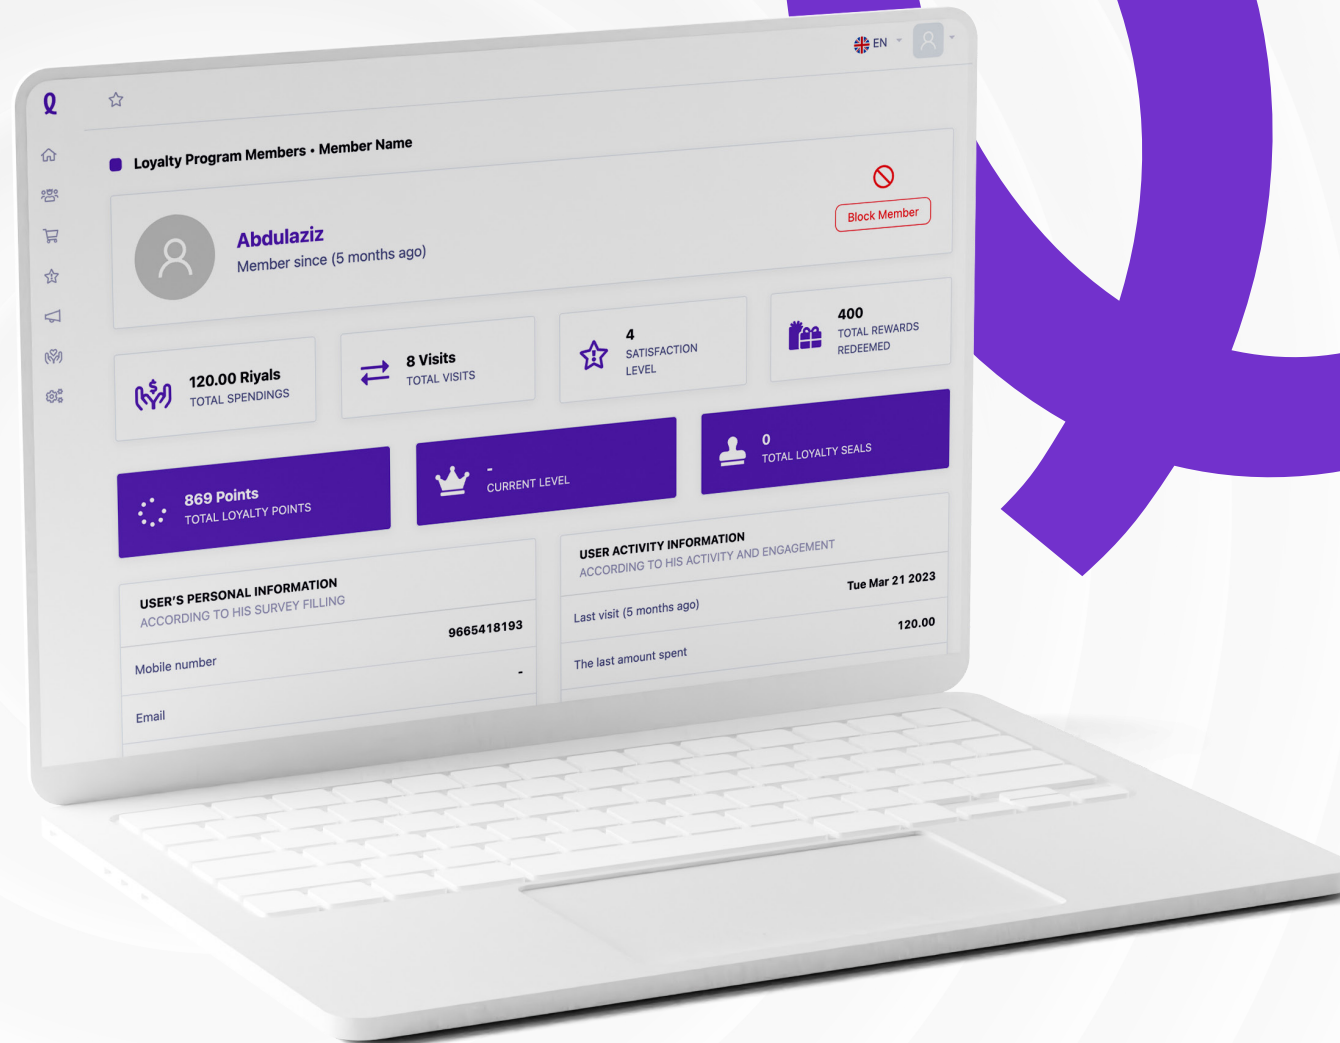 EN
Loyalty Program Members • Member Name
Abdulaziz
Member since (5 months ago)
Block Member
120.00 Riyals
TOTAL SPENDINGS
8 Visits
TOTAL VISITS
4
SATISFACTION
LEVEL
400
TOTAL REWARDS
REDEEMED
869 Points
TOTAL LOYALTY POINTS
-
CURRENT LEVEL
0
TOTAL LOYALTY SEALS
USER'S PERSONAL INFORMATION
ACCORDING TO HIS SURVEY FILLING
Mobile number 9665418193
Email -
USER ACTIVITY INFORMATION
ACCORDING TO HIS ACTIVITY AND ENGAGEMENT
Last visit (5 months ago) Tue Mar 21 2023
The last amount spent 120.00